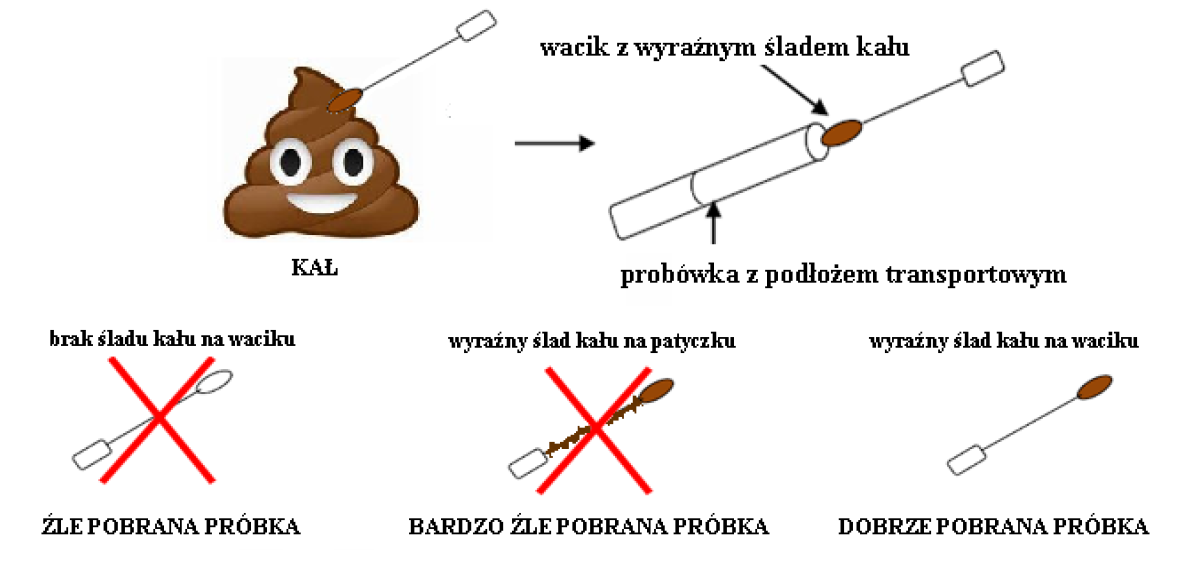 wacik z wyraźnym śladem kału
KAŁ
probówka z podłożem transportowym
brak śladu kału na waciku
wyraźny ślad kału na patyczku
wyraźny ślad kału na waciku
ŹLE POBRANA PRÓBKA
BARDZO ŹLE POBRANA PRÓBKA
DOBRZE POBRANA PRÓBKA